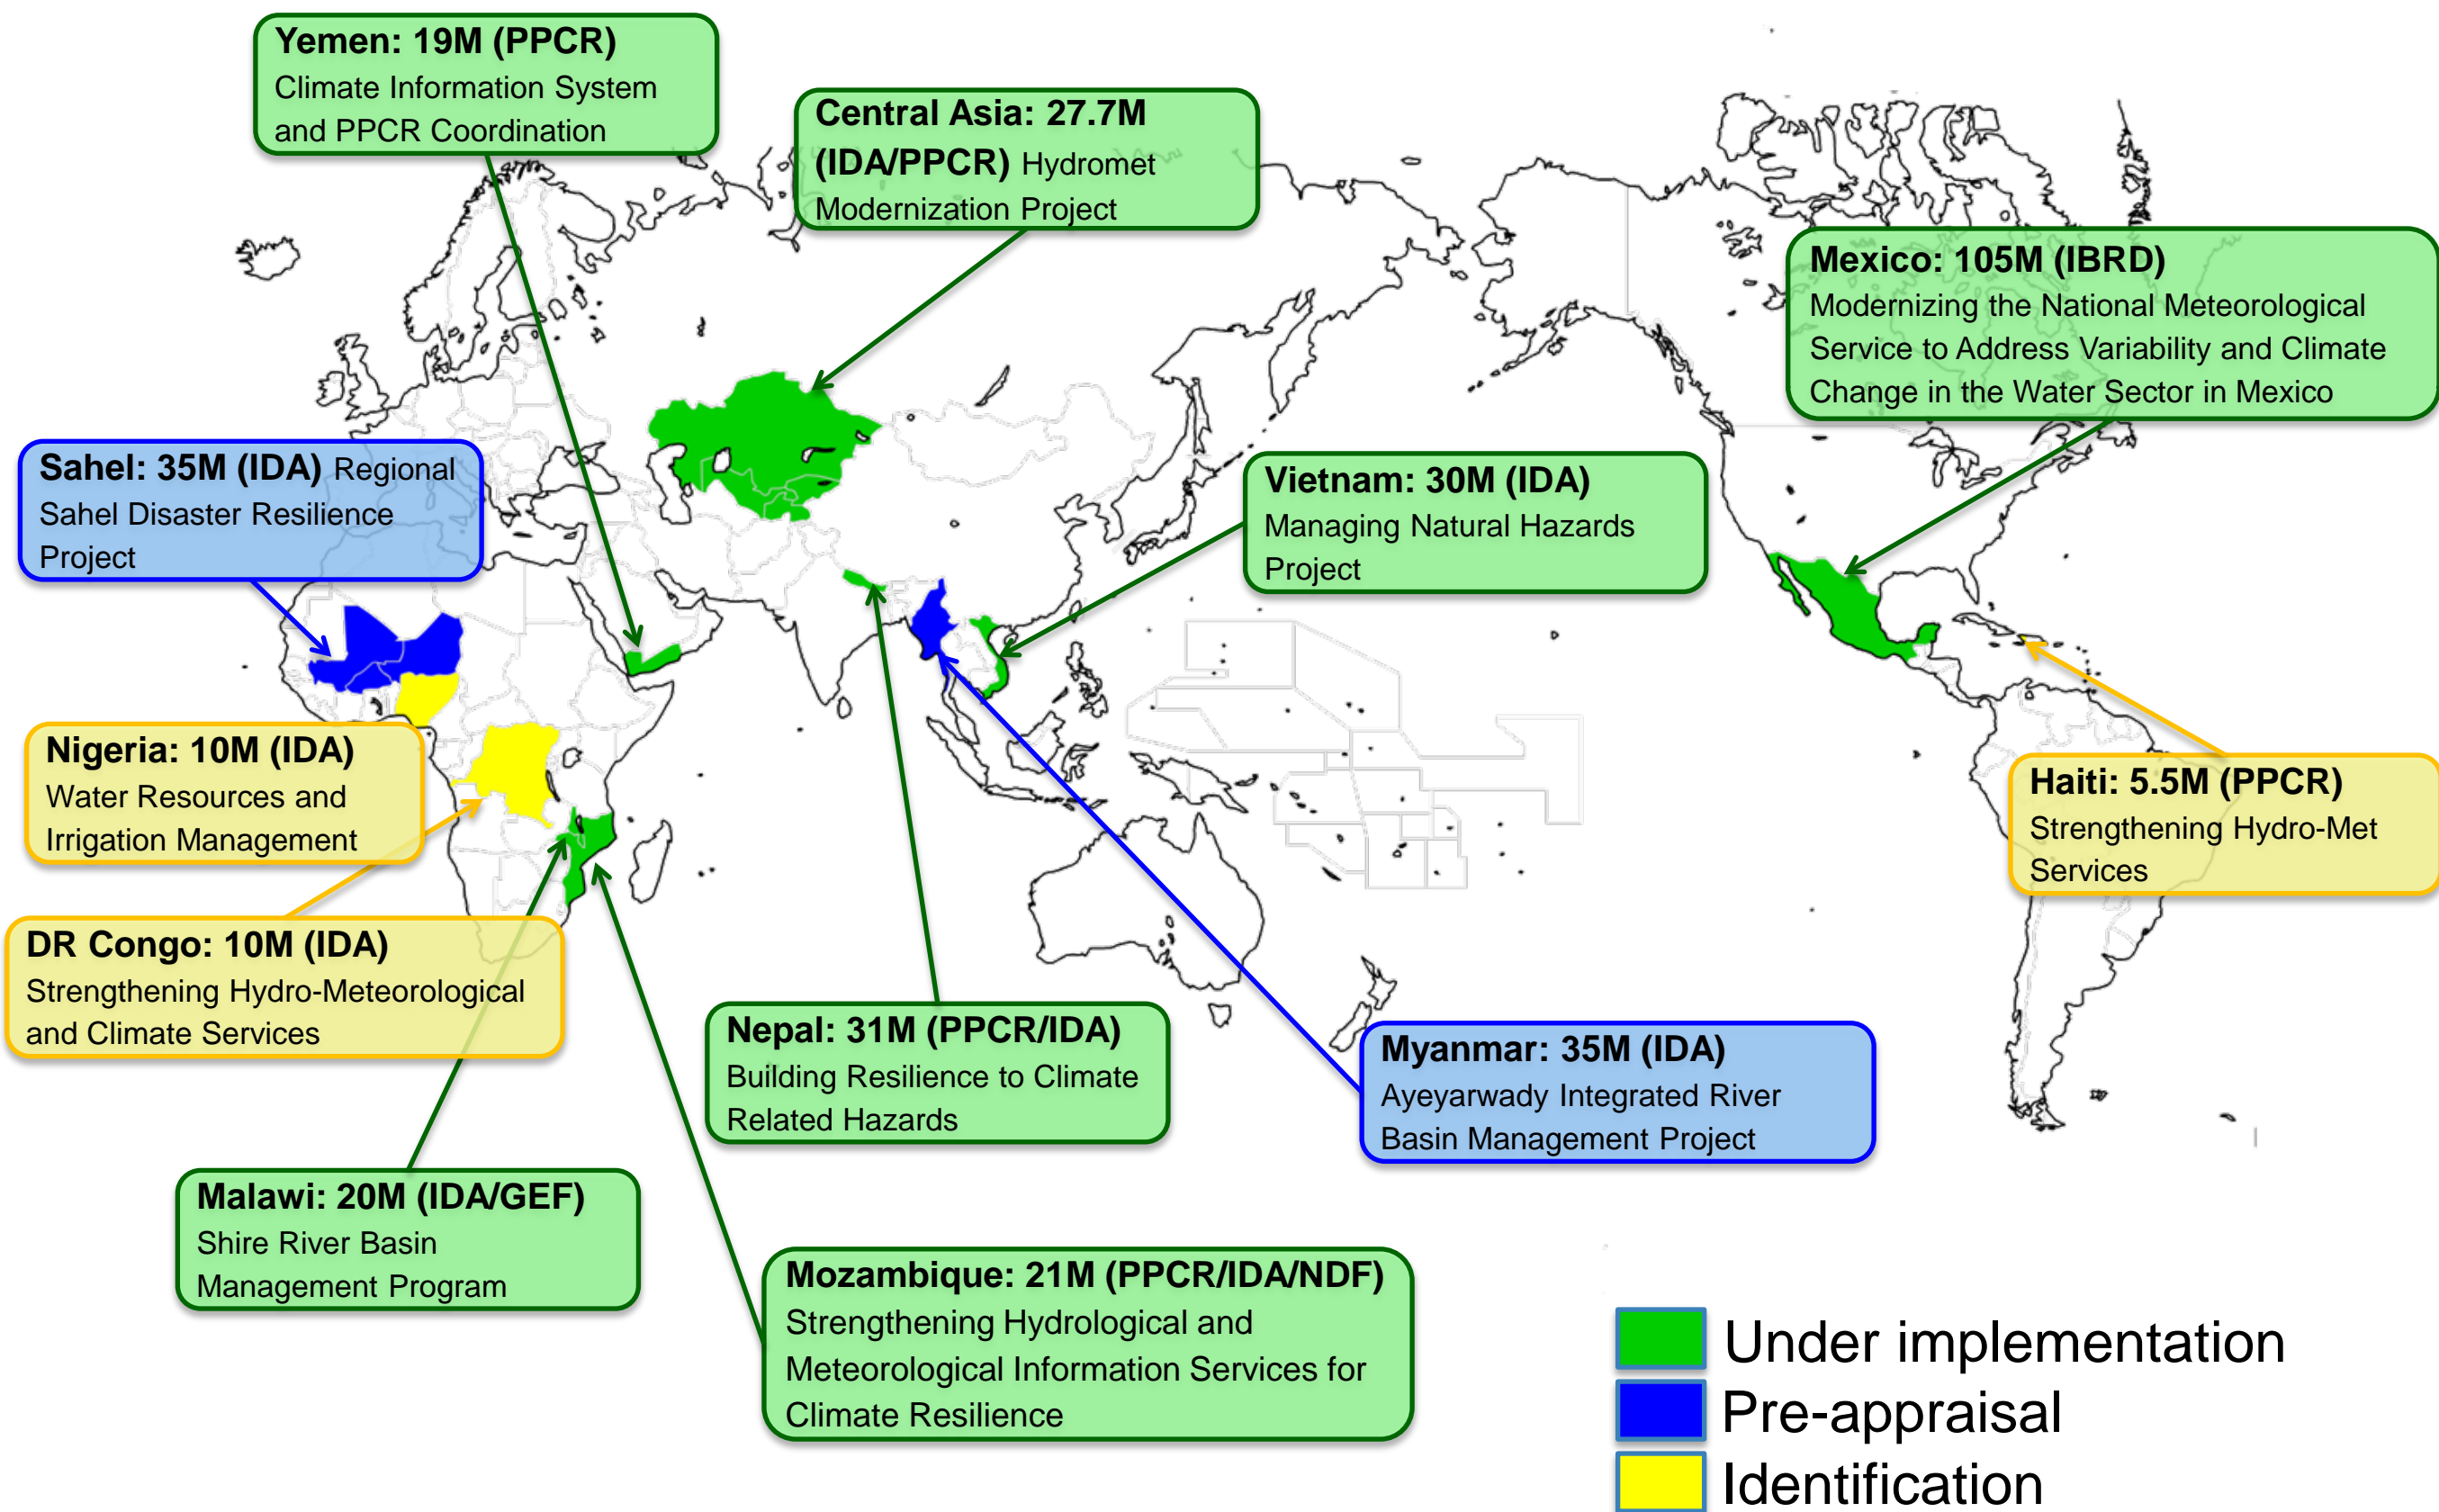 Yemen: 19M (PPCR)
Climate Information System
and PPCR Coordination
Central Asia: 27.7M
(IDA/PPCR) Hydromet
Modernization Project
Mexico: 105M (IBRD)
Modernizing the National Meteorological
Service to Address Variability and Climate
Change in the Water Sector in Mexico
Sahel: 35M (IDA) Regional
Sahel Disaster Resilience
Project
Vietnam: 30M (IDA)
Managing Natural Hazards
Project
Nigeria: 10M (IDA)
Water Resources and
Irrigation Management
Haiti: 5.5M (PPCR)
Strengthening Hydro-Met
Services
DR Congo: 10M (IDA)
Strengthening Hydro-Meteorological
and Climate Services
Nepal: 31M (PPCR/IDA)
Building Resilience to Climate
Related Hazards
Myanmar: 35M (IDA)
Ayeyarwady Integrated River
Basin Management Project
Malawi: 20M (IDA/GEF)
Shire River Basin
Management Program
Mozambique: 21M (PPCR/IDA/NDF)
Strengthening Hydrological and
Meteorological Information Services for
Climate Resilience
Under implementation
Pre-appraisal
Identification